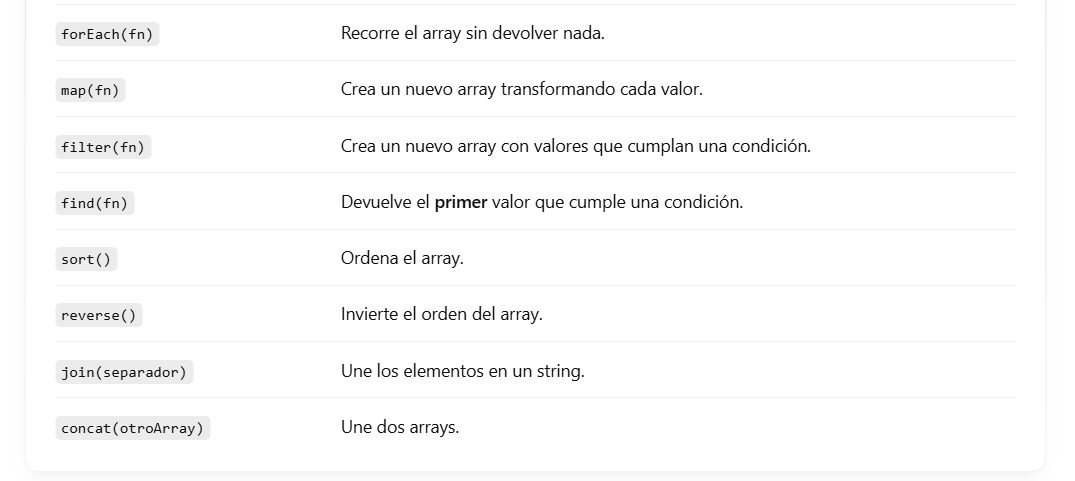 forEach(fn) Recorre el array sin devolver nada.
map(fn) Crea un nuevo array transformando cada valor.
filter(fn) Crea un nuevo array con valores que cumplan una condición.
find(fn) Devuelve el primer valor que cumple una condición.
sort() Ordena el array.
reverse() Invierte el orden del array.
join(separador) Une los elementos en un string.
concat(otroArray) Une dos arrays.